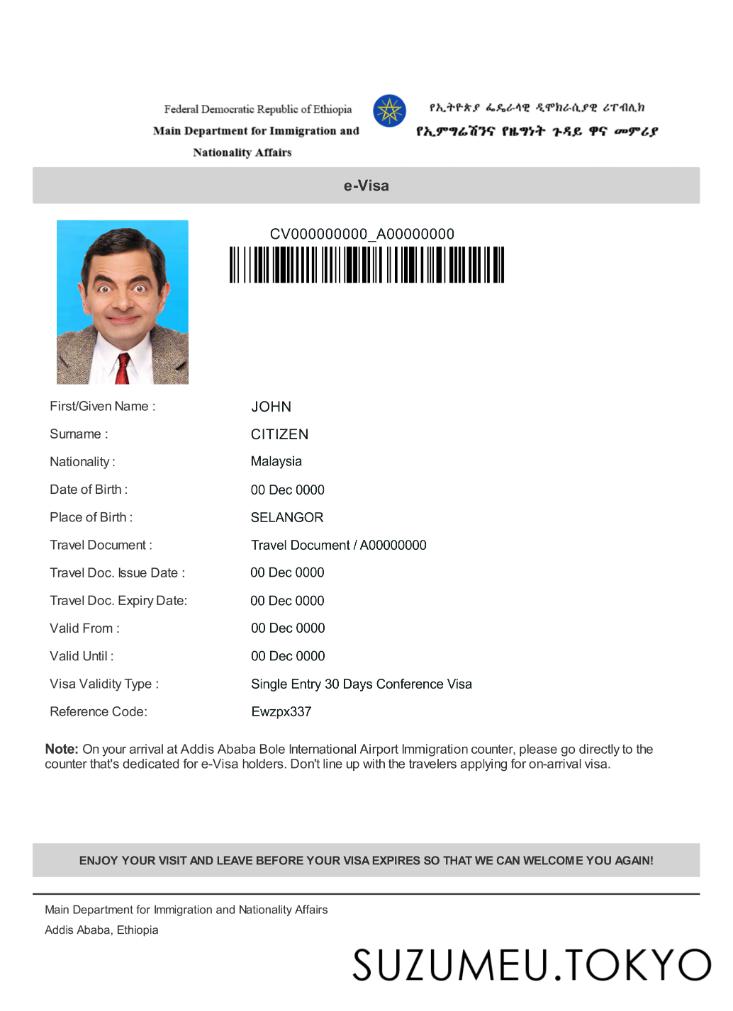 Federal Democratic Republic of Ethiopia
Main Department for Immigration and
Nationality Affairs
የኢትዮጵያ ፌዴራላዊ ዲሞክራሲያዊ ሪፐብሊክ
የኢምግሬሽንና የዜግነት ጉዳይ ዋና መምሪያ
e-Visa
CV000000000_A00000000
First/Given Name : JOHN
Surname : CITIZEN
Nationality : Malaysia
Date of Birth : 00 Dec 0000
Place of Birth : SELANGOR
Travel Document : Travel Document / A00000000
Travel Doc. Issue Date : 00 Dec 0000
Travel Doc. Expiry Date: 00 Dec 0000
Valid From : 00 Dec 0000
Valid Until : 00 Dec 0000
Visa Validity Type : Single Entry 30 Days Conference Visa
Reference Code: Ewzpx337
Note: On your arrival at Addis Ababa Bole International Airport Immigration counter, please go directly to the
counter that's dedicated for e-Visa holders. Don't line up with the travelers applying for on-arrival visa.
ENJOY YOUR VISIT AND LEAVE BEFORE YOUR VISA EXPIRES SO THAT WE CAN WELCOME YOU AGAIN!
Main Department for Immigration and Nationality Affairs
Addis Ababa, Ethiopia
SUZUMEU.TOKYO